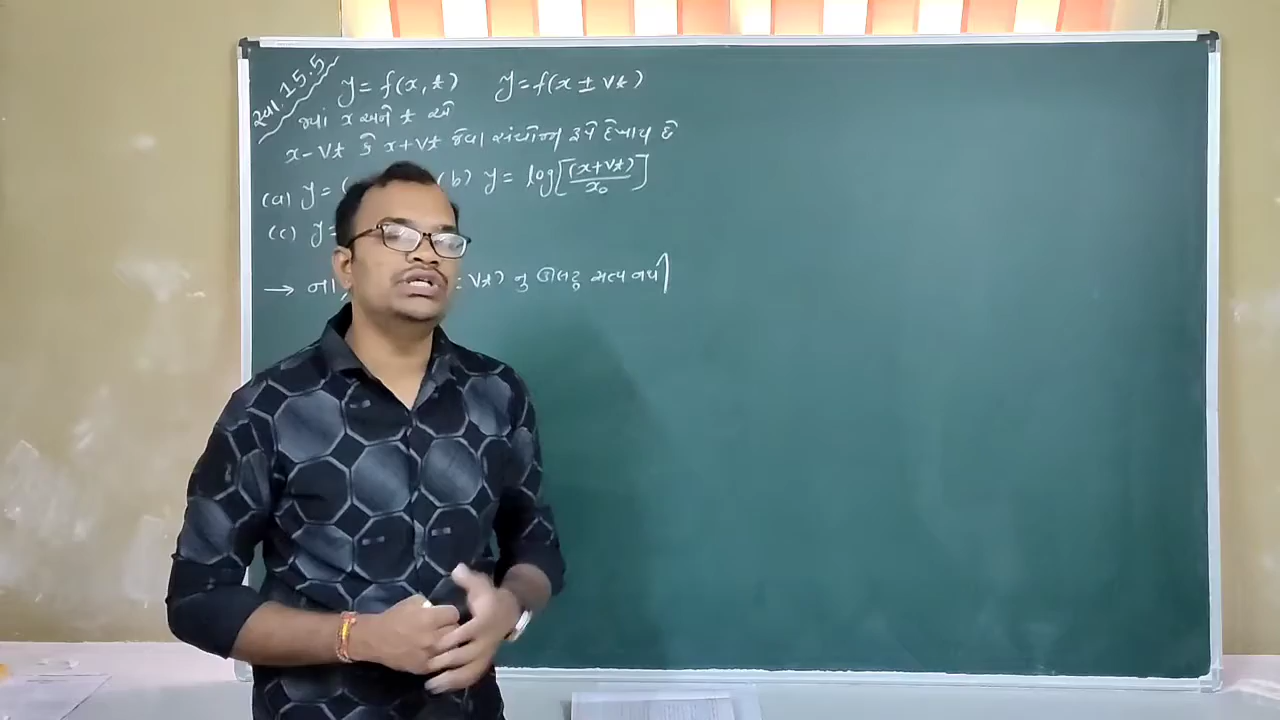 સ્વા. 15.5
y = f(x, t) y = f(x ± vt)
જ્યાં x અને t એ
x - vt કે x + vt જેવા સંયોજન રૂપે દેખાય છે
(a) y = ( (b) y = log[(x+vt)/x₀]
(c) y =
→ ના, vt) નુ ઊલટુ સત્ય નથી